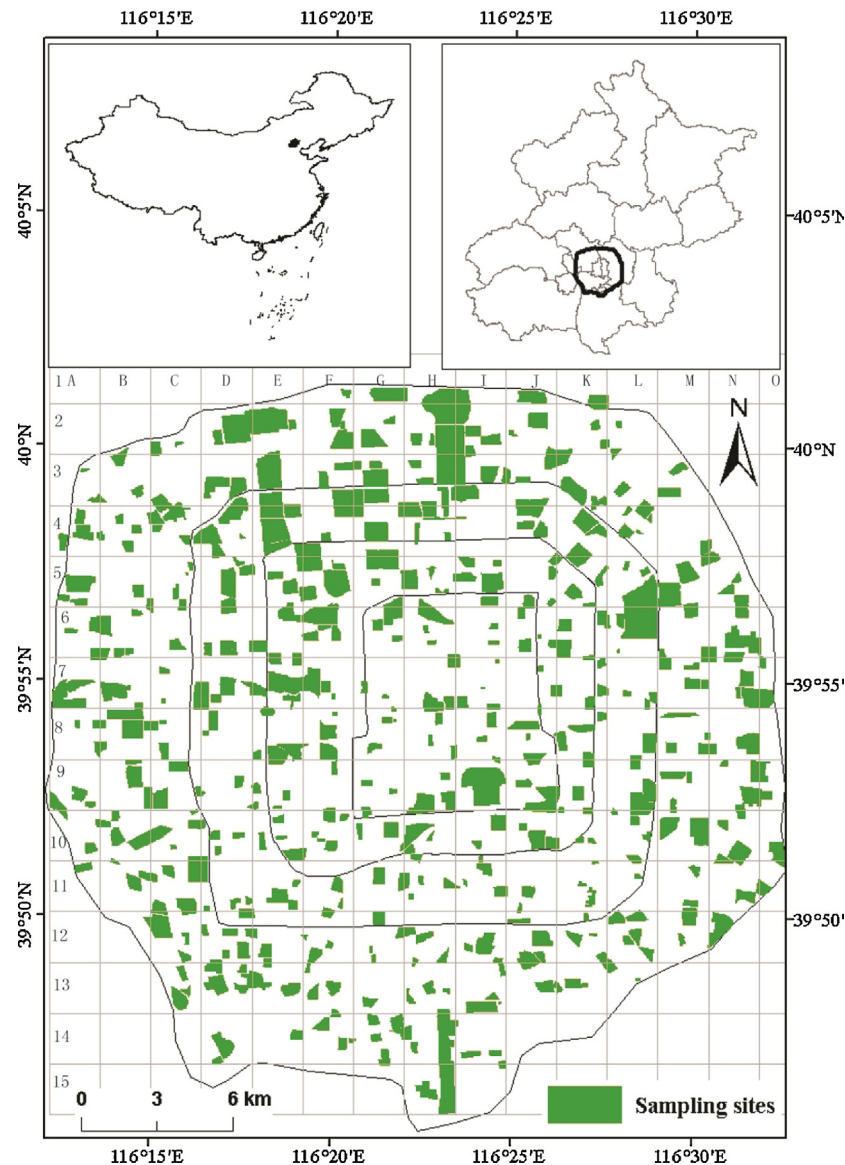 116°15'E 116°20'E 116°25'E 116°30'E
40°5'N 40°5'N
1 A B C D E F G H I J K L M N O
N
2
40°N 40°N
3
4
5
6
7
39°55'N 39°55'
8
9
10
11
39°50'N 39°50'
12
13
14
15
0 3 6 km
Sampling sites
116°15'E 116°20'E 116°25'E 116°30'E